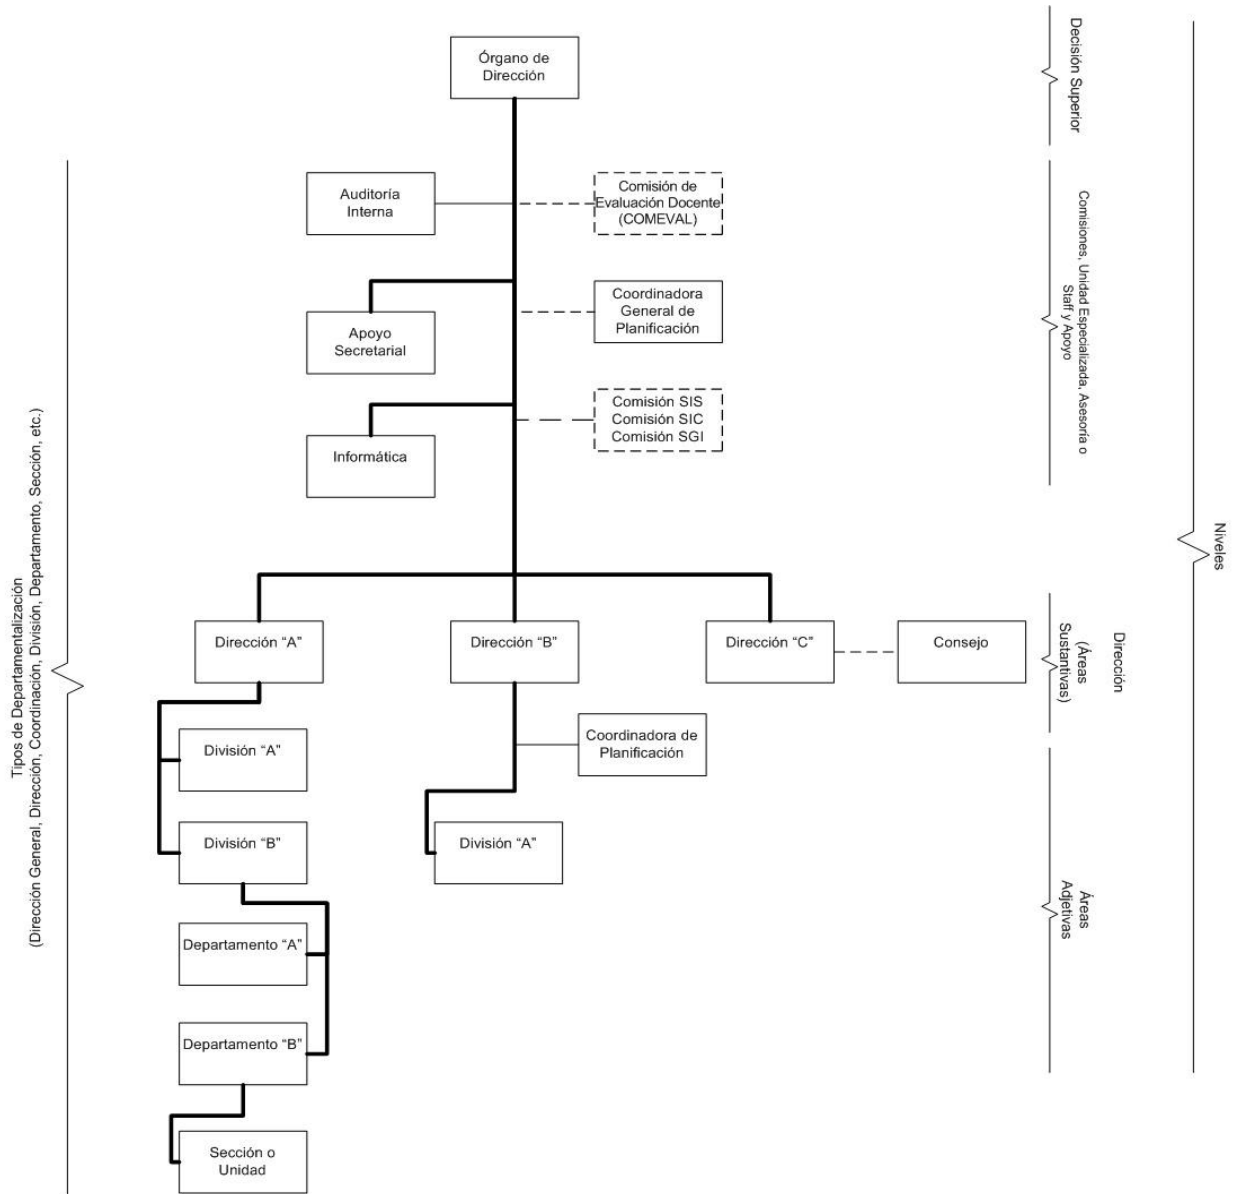 Órgano de
Dirección
Decisión Superior
Auditoría
Interna
Comisión de
Evaluación Docente
(COMEVAL)
Coordinadora
General de
Planificación
Apoyo
Secretarial
Comisión SIS
Comisión SIC
Comisión SGI
Informática
Comisiones, Unidad Especializada, Asesoría o
Staff y Apoyo
Niveles
Tipos de Departamentalización
(Dirección General, Dirección, Coordinación, División, Departamento, Sección, etc.)
Dirección “A”
Dirección “B”
Dirección “C”
Consejo
Dirección
(Áreas
Sustantivas)
División “A”
Coordinadora de
Planificación
División “B”
División “A”
Áreas
Adjetivas
Departamento “A”
Departamento “B”
Sección o
Unidad